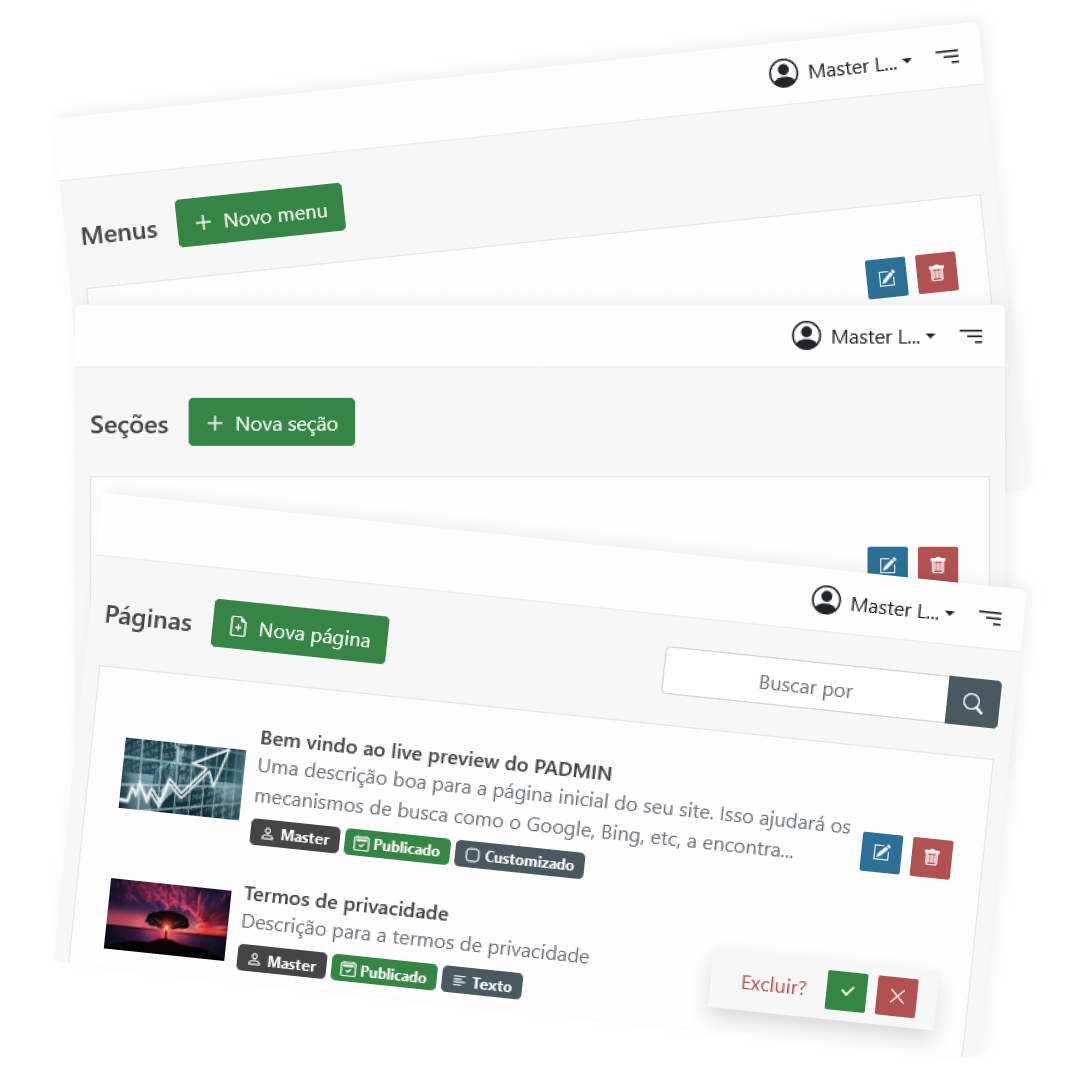 Master L...
Menus
Novo menu
Master L...
Seções
Nova seção
Master L...
Páginas
Nova página
Buscar por
Bem vindo ao live preview do PADMIN
Uma descrição boa para a página inicial do seu site. Isso ajudará os
mecanismos de busca como o Google, Bing, etc, a encontra...
Master Publicado Customizado
Termos de privacidade
Descrição para a termos de privacidade
Master Publicado Texto
Excluir?